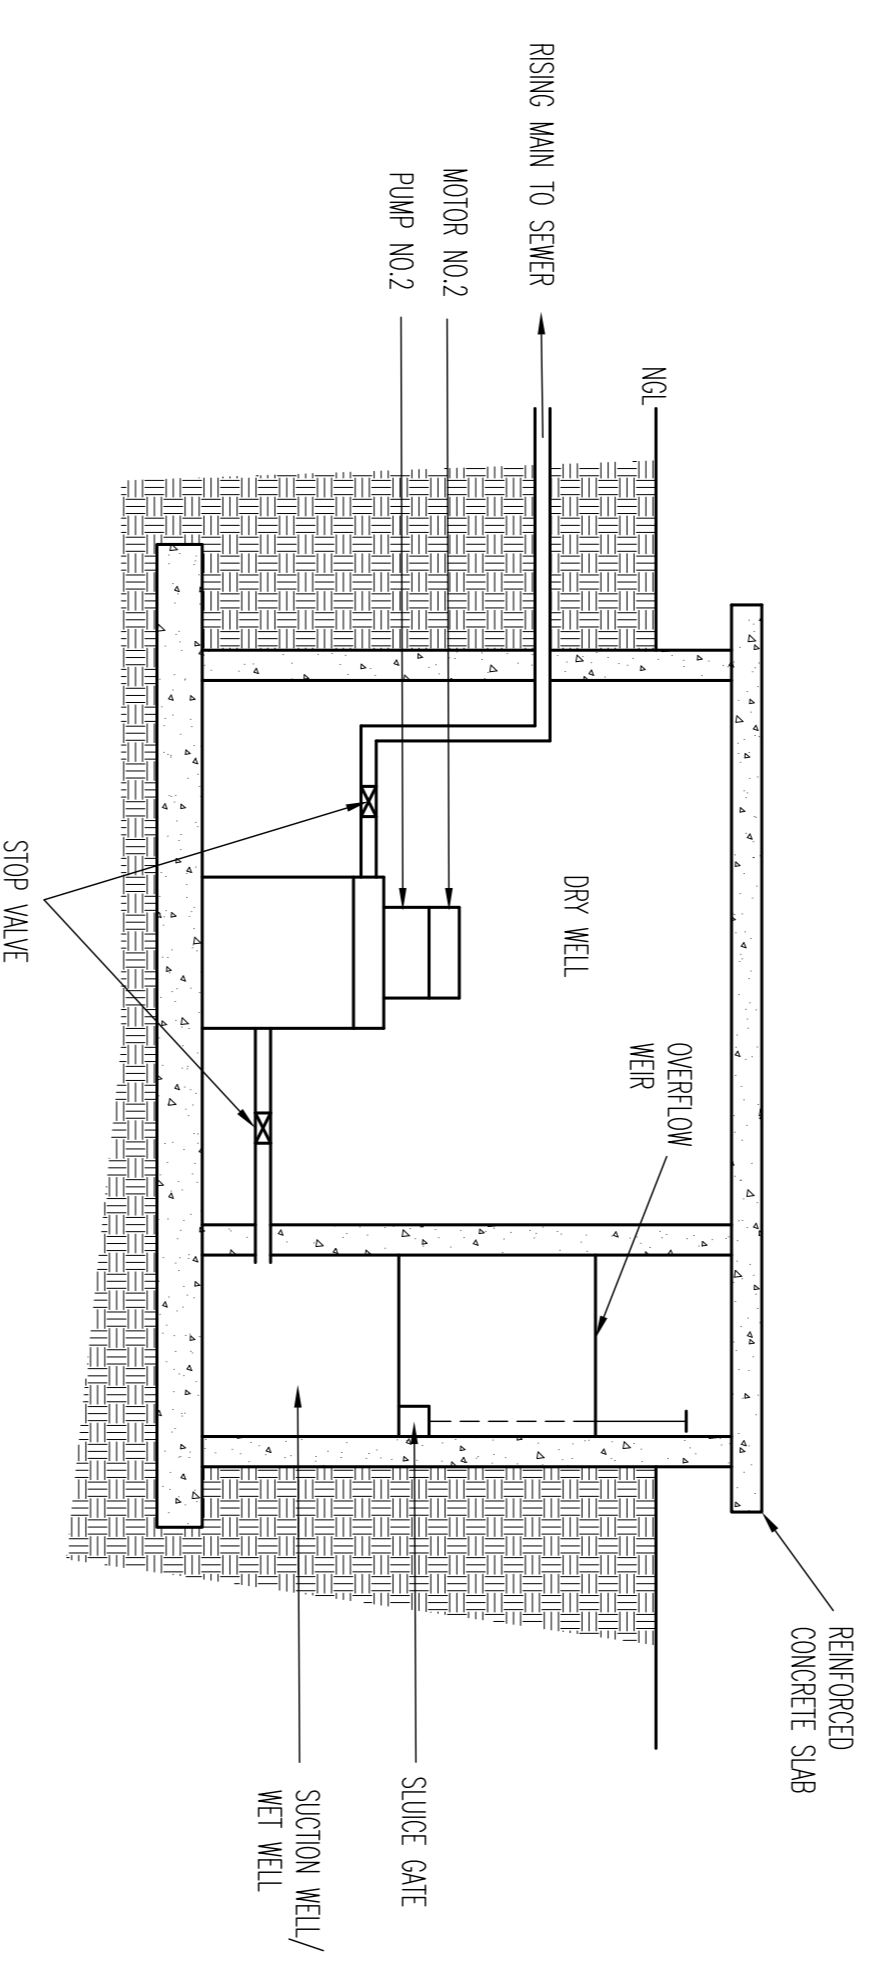 REINFORCED
CONCRETE SLAB
NGL
OVERFLOW
WEIR
DRY WELL
RISING MAIN TO SEWER
MOTOR NO.2
PUMP NO.2
SLUICE GATE
SUCTION WELL/
WET WELL
STOP VALVE